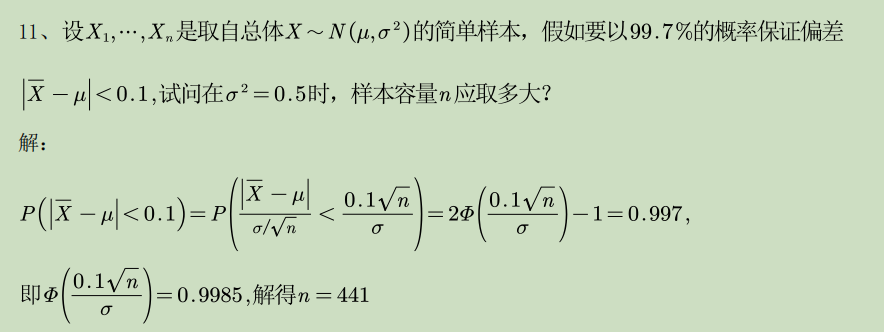 11、设X₁,⋯,Xₙ是取自总体X～N(μ,σ²)的简单样本，假如要以99.7%的概率保证偏差
|X̅－μ|<0.1,试问在σ²=0.5时，样本容量n应取多大?
解：
P(|X̅－μ|<0.1)=P(|X̅－μ|/(σ/√n) < 0.1√n/σ)=2Φ(0.1√n/σ)－1=0.997,
即Φ(0.1√n/σ)=0.9985,解得n=441